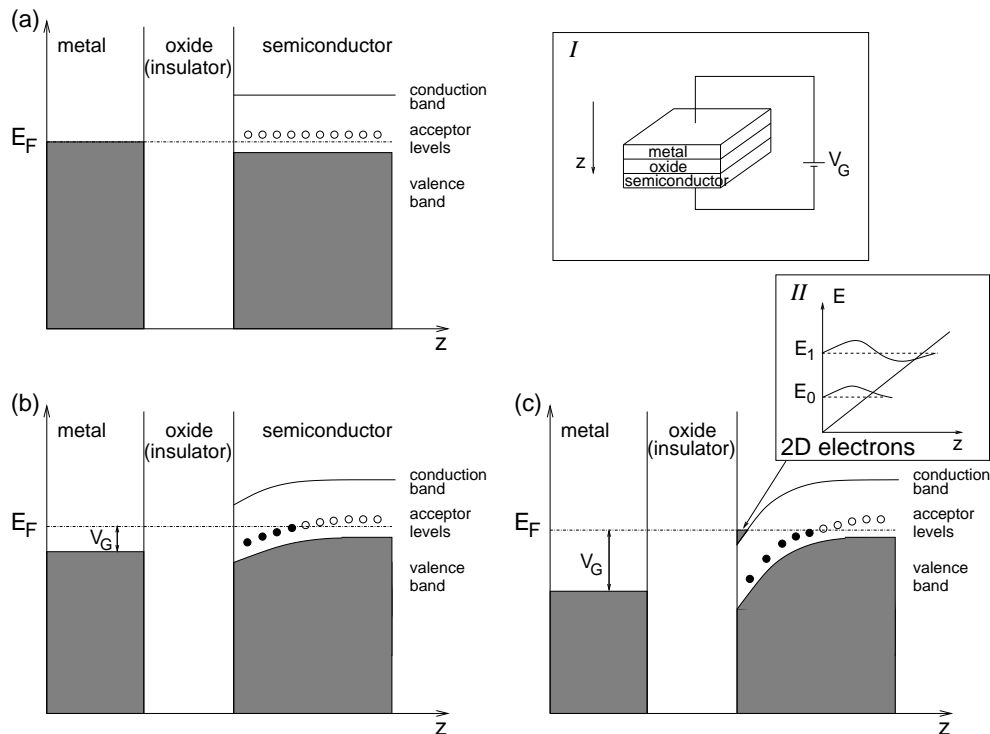 (a)
metal
oxide
(insulator)
semiconductor
conduction
band
acceptor
levels
E_F
valence
band
z
I
z
metal
oxide
semiconductor
V_G
II
E
E_1
E_0
z
2D electrons
(b)
metal
oxide
(insulator)
semiconductor
conduction
band
E_F
acceptor
levels
V_G
valence
band
z
(c)
metal
oxide
(insulator)
semiconductor
conduction
band
E_F
acceptor
levels
V_G
valence
band
z